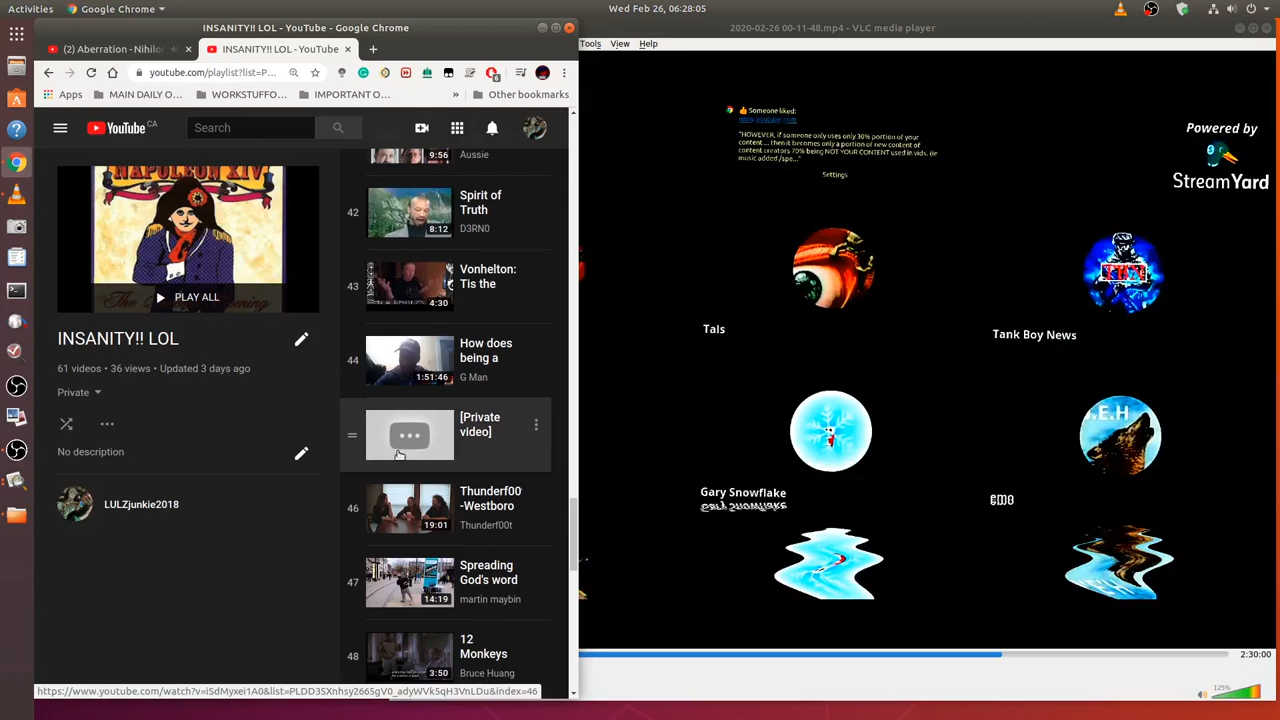 Activities
Google Chrome
Wed Feb 26, 06:28:05
INSANITY!! LOL - YouTube - Google Chrome
2020-02-26 00-11-48.mp4 - VLC media player
(2) Aberration - Nihilo
INSANITY!! LOL - YouTube
Tools View Help
youtube.com/playlist?list=P...
Apps
MAIN DAILY O...
WORKSTUFFO...
IMPORTANT O...
»
Other bookmarks
YouTube CA
Search
NAPOLEON XIV
PLAY ALL
INSANITY!! LOL
61 videos • 36 views • Updated 3 days ago
Private
No description
LULZjunkie2018
9:56
Aussie
42
Spirit of
Truth
D3RN0
8:12
43
Vonhelton:
Tis the
4:30
44
How does
being a
G Man
1:51:46
[Private
video]
46
Thunderf00
-Westboro
Thunderf00t
19:01
47
Spreading
God's word
martin maybin
14:19
48
12
Monkeys
Bruce Huang
3:50
https://www.youtube.com/watch?v=iSdMyxei1A0&list=PLDD3SXnhsy2665gV0_adyWVk5qH3VnLDu&index=46
👍 Someone liked:
www.youtube.com
"HOWEVER, if someone only uses only 30% portion of your
content ... then it becomes only a portion of new content of
content creators 70% being NOT YOUR CONTENT used in vids, (ie
music added /spe..."
Settings
Powered by
StreamYard
Tals
Tank Boy News
Gary Snowflake
2:30:00
125%